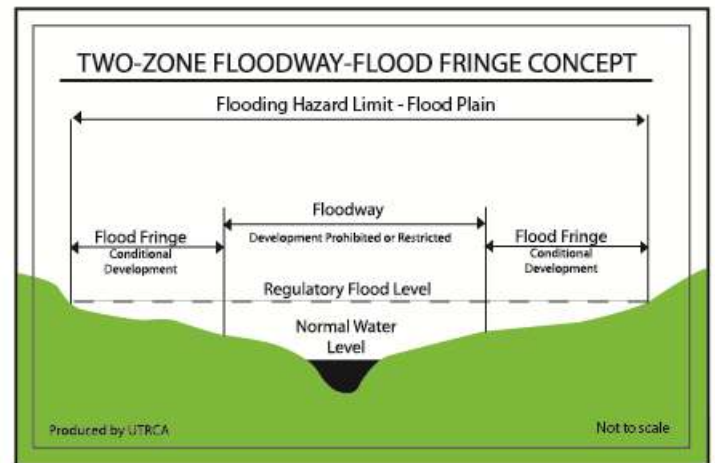 TWO-ZONE FLOODWAY-FLOOD FRINGE CONCEPT
Flooding Hazard Limit - Flood Plain
Floodway
Development Prohibited or Restricted
Flood Fringe
Conditional
Development
Flood Fringe
Conditional
Development
Regulatory Flood Level
Normal Water
Level
Produced by UTRCA
Not to scale